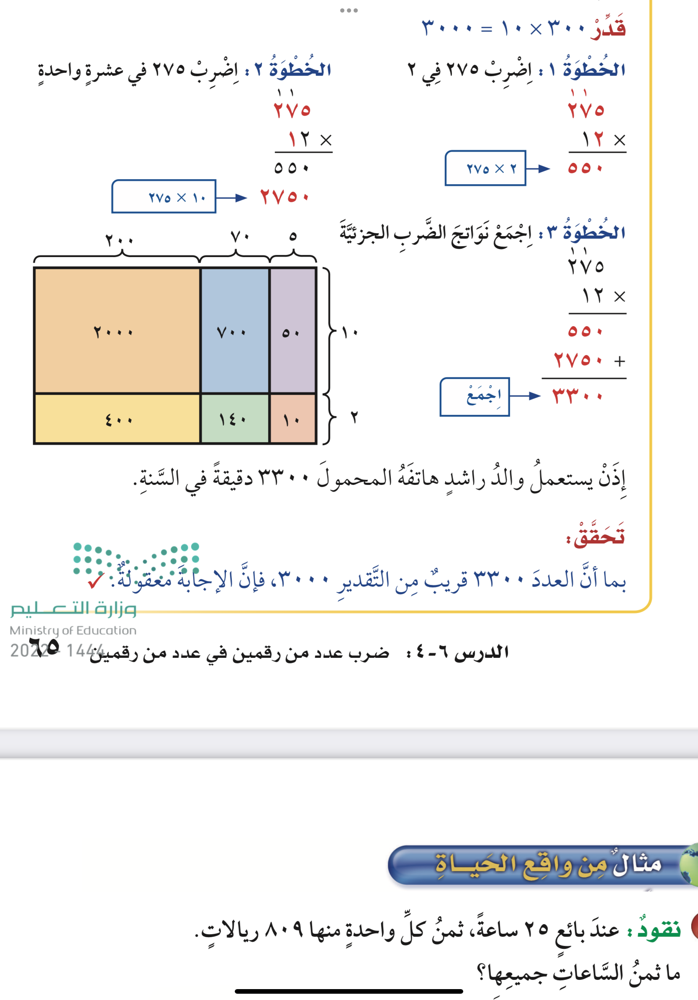 قَدِّرْ ٣٠٠ × ١٠ = ٣٠٠٠
الخُطْوَةُ ١ : اِضْرِبْ ٢٧٥ فِي ٢
١ ١
٢٧٥
× ١٢
٥٥٠
٢ × ٢٧٥
الخُطْوَةُ ٢ : اِضْرِبْ ٢٧٥ في عشرةٍ واحدةٍ
١ ١
٢٧٥
× ١٢
٥٥٠
٢٧٥٠
١٠ × ٢٧٥
الخُطْوَةُ ٣ : اِجْمَعْ نَوَاتجَ الضَّربِ الجزئيَّةَ
١ ١
٢٧٥
× ١٢
٥٥٠
+ ٢٧٥٠
٣٣٠٠
اِجْمَعْ
٥ ٧٠ ٢٠٠
١٠ ٥٠ ٧٠٠ ٢٠٠٠
٢ ١٠ ١٤٠ ٤٠٠
إِذَنْ يستعملُ والدُ راشدٍ هاتفَهُ المحمولَ ٣٣٠٠ دقيقةً في السَّنةِ.
تَحَقَّقْ :
بما أنَّ العددَ ٣٣٠٠ قريبٌ مِن التَّقديرِ ٣٠٠٠، فإنَّ الإجابةَ معقولةٌ. ✓
وزارة التعليم
Ministry of Education
2022 - 1444
الدرس ٦-٤ : ضرب عدد من رقمين في عدد من رقمين ٦٥
مثالٌ مِن واقِعِ الحَيـاةِ
نقودٌ : عندَ بائعٍ ٢٥ ساعةً، ثمنُ كلِّ واحدةٍ منها ٨٠٩ ريالاتٍ.
ما ثمنُ السَّاعاتِ جميعِها؟